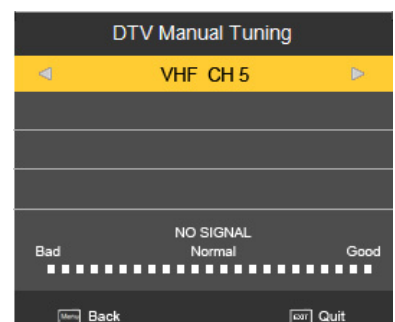 DTV Manual Tuning
VHF CH 5
NO SIGNAL
Bad Normal Good
Menu Back EXIT Quit